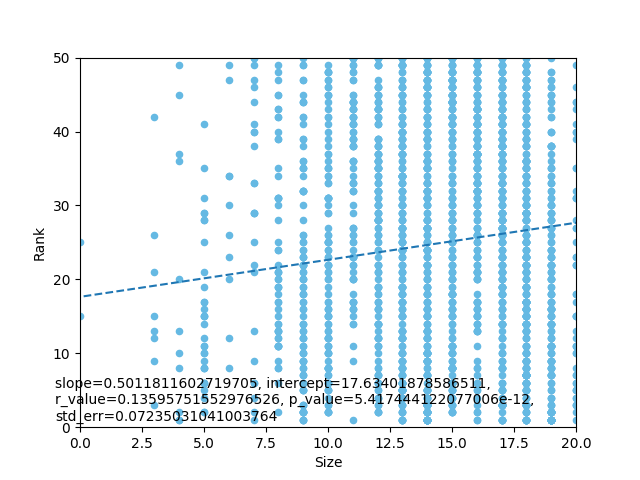 50
40
30
20
10
0
Rank
slope=0.5011811602719705, intercept=17.63401878586511,
r_value=0.13595751552976526, p_value=5.417444122077006e-12,
std_err=0.07235031041003764
0.0 2.5 5.0 7.5 10.0 12.5 15.0 17.5 20.0
Size